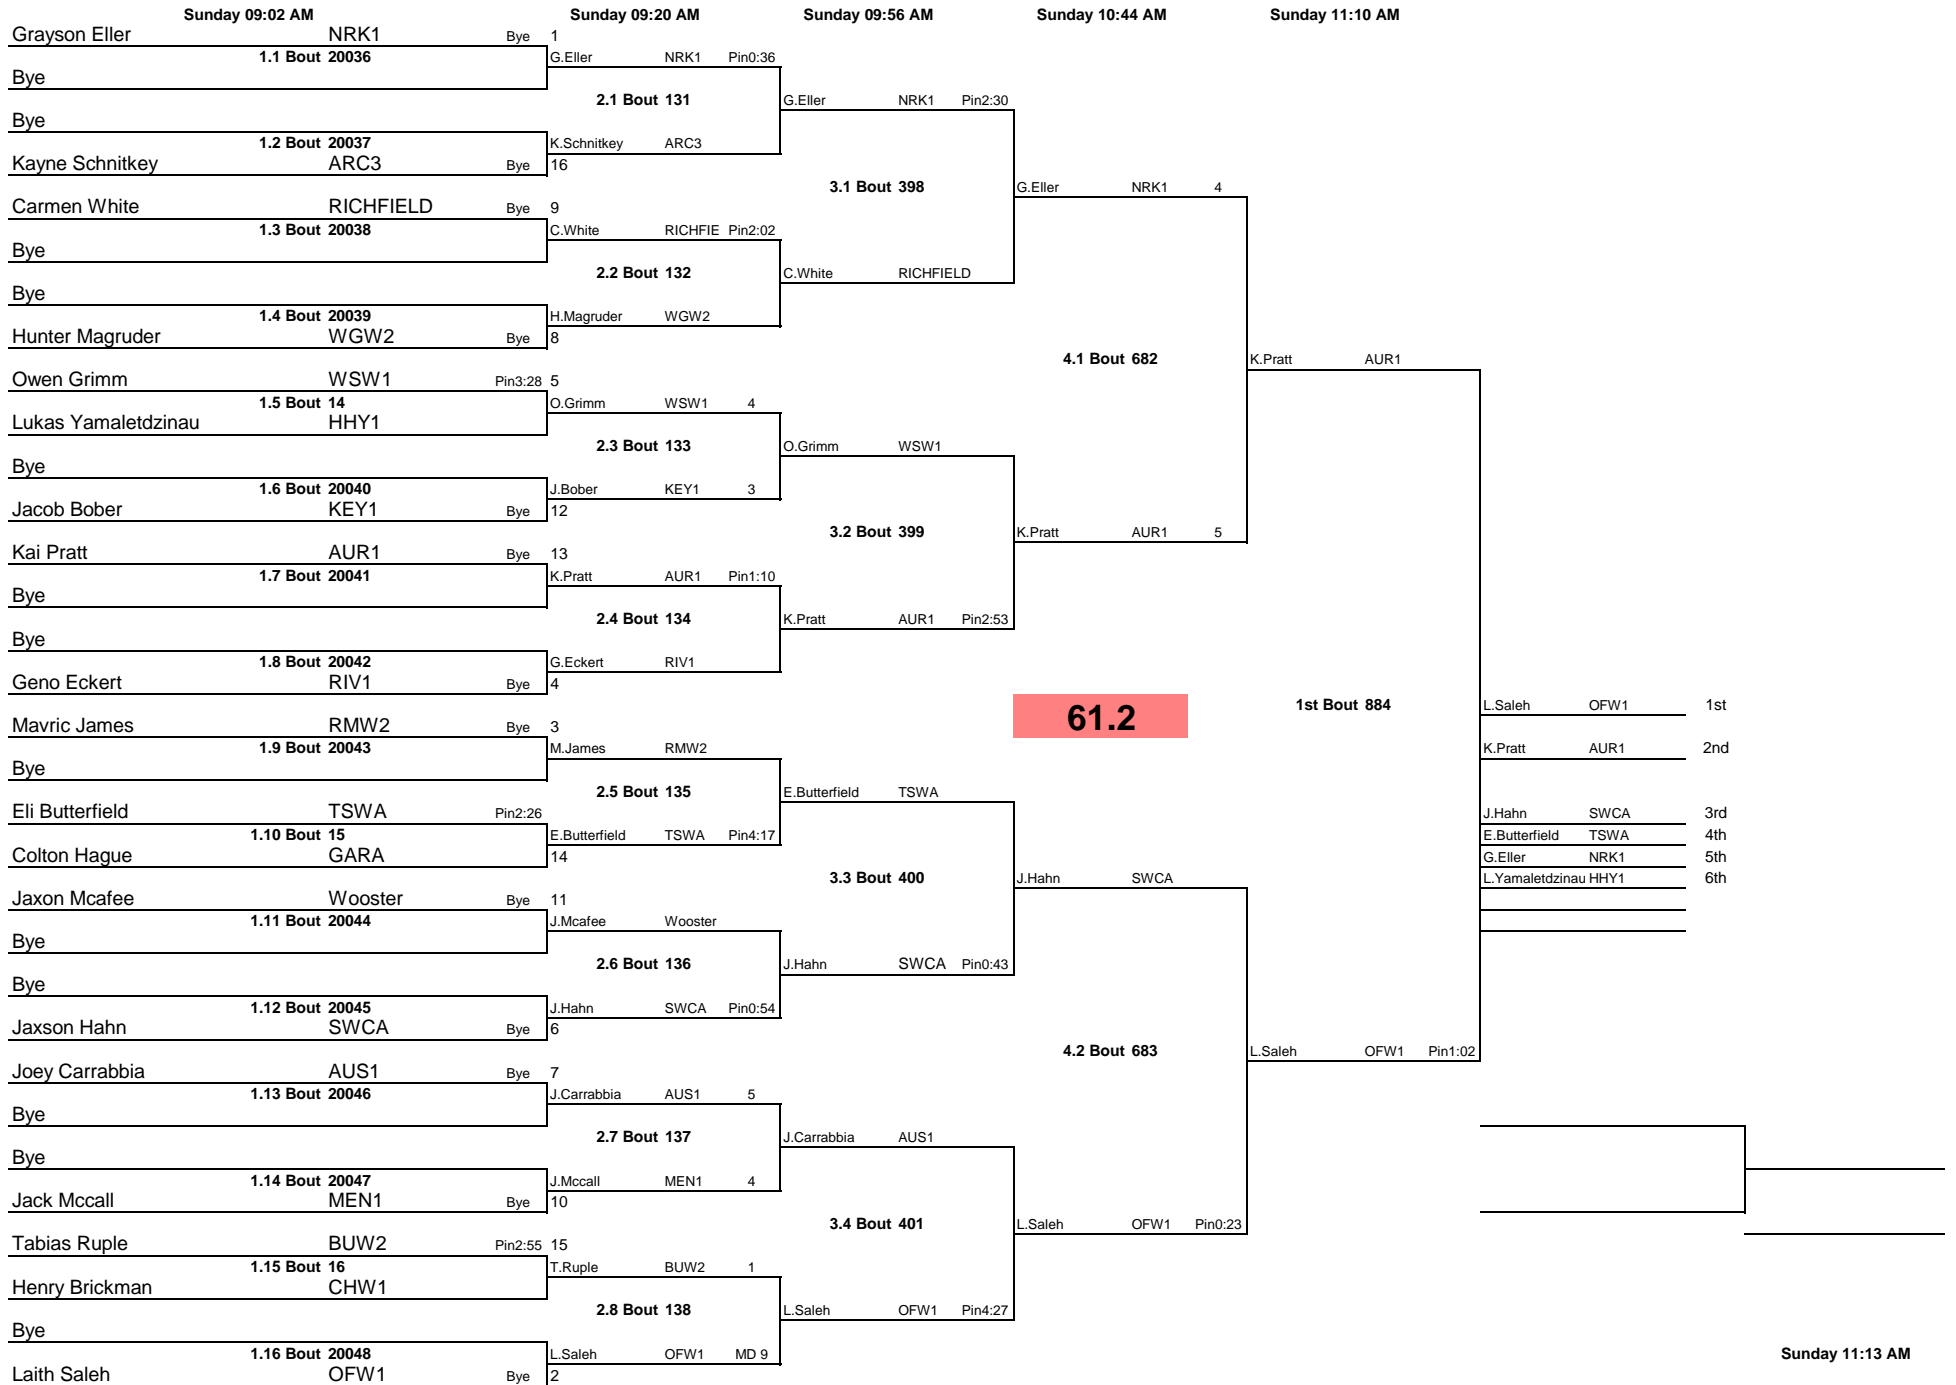 Sunday 09:02 AM Sunday 09:20 AM Sunday 09:56 AM Sunday 10:44 AM Sunday 11:10 AM
Grayson Eller NRK1 Bye 1
1.1 Bout 20036 G.Eller NRK1 Pin0:36
Bye
2.1 Bout 131 G.Eller NRK1 Pin2:30
Bye
1.2 Bout 20037 K.Schnitkey ARC3
Kayne Schnitkey ARC3 Bye 16
3.1 Bout 398 G.Eller NRK1 4
Carmen White RICHFIELD Bye 9
1.3 Bout 20038 C.White RICHFIE Pin2:02
Bye
2.2 Bout 132 C.White RICHFIELD
Bye
1.4 Bout 20039 H.Magruder WGW2
Hunter Magruder WGW2 Bye 8
4.1 Bout 682 K.Pratt AUR1
Owen Grimm WSW1 Pin3:28 5
1.5 Bout 14 O.Grimm WSW1 4
Lukas Yamaletdzinau HHY1
2.3 Bout 133 O.Grimm WSW1
Bye
1.6 Bout 20040 J.Bober KEY1 3
Jacob Bober KEY1 Bye 12
3.2 Bout 399 K.Pratt AUR1 5
Kai Pratt AUR1 Bye 13
1.7 Bout 20041 K.Pratt AUR1 Pin1:10
Bye
2.4 Bout 134 K.Pratt AUR1 Pin2:53
Bye
1.8 Bout 20042 G.Eckert RIV1
Geno Eckert RIV1 Bye 4
61.2 1st Bout 884 L.Saleh OFW1 1st
Mavric James RMW2 Bye 3
1.9 Bout 20043 M.James RMW2 K.Pratt AUR1 2nd
Bye
2.5 Bout 135 E.Butterfield TSWA
Eli Butterfield TSWA Pin2:26 J.Hahn SWCA 3rd
1.10 Bout 15 E.Butterfield TSWA Pin4:17 E.Butterfield TSWA 4th
Colton Hague GARA 14 G.Eller NRK1 5th
3.3 Bout 400 J.Hahn SWCA L.Yamaletdzinau HHY1 6th
Jaxon Mcafee Wooster Bye 11
1.11 Bout 20044 J.Mcafee Wooster
Bye
2.6 Bout 136 J.Hahn SWCA Pin0:43
Bye
1.12 Bout 20045 J.Hahn SWCA Pin0:54
Jaxson Hahn SWCA Bye 6
4.2 Bout 683 L.Saleh OFW1 Pin1:02
Joey Carrabbia AUS1 Bye 7
1.13 Bout 20046 J.Carrabbia AUS1 5
Bye
2.7 Bout 137 J.Carrabbia AUS1
Bye
1.14 Bout 20047 J.Mccall MEN1 4
Jack Mccall MEN1 Bye 10
3.4 Bout 401 L.Saleh OFW1 Pin0:23
Tabias Ruple BUW2 Pin2:55 15
1.15 Bout 16 T.Ruple BUW2 1
Henry Brickman CHW1
2.8 Bout 138 L.Saleh OFW1 Pin4:27
Bye
1.16 Bout 20048 L.Saleh OFW1 MD 9 Sunday 11:13 AM
Laith Saleh OFW1 Bye 2